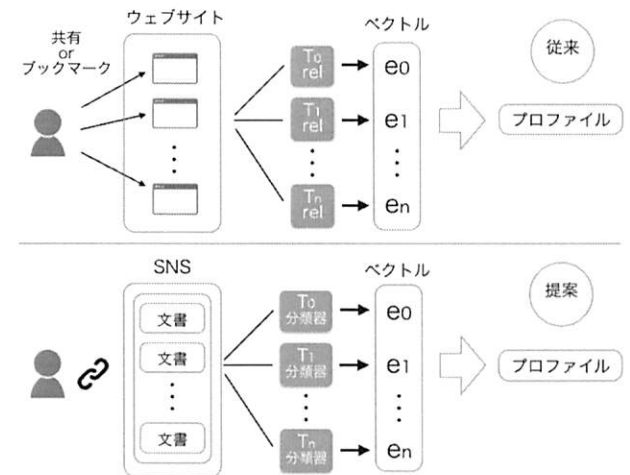 共有
or
ブックマーク
ウェブサイト
ベクトル
従来
T0
rel
e0
T1
rel
e1
プロファイル
Tn
rel
en
SNS
ベクトル
提案
文書
T0
分類器
e0
文書
T1
分類器
e1
プロファイル
文書
Tn
分類器
en